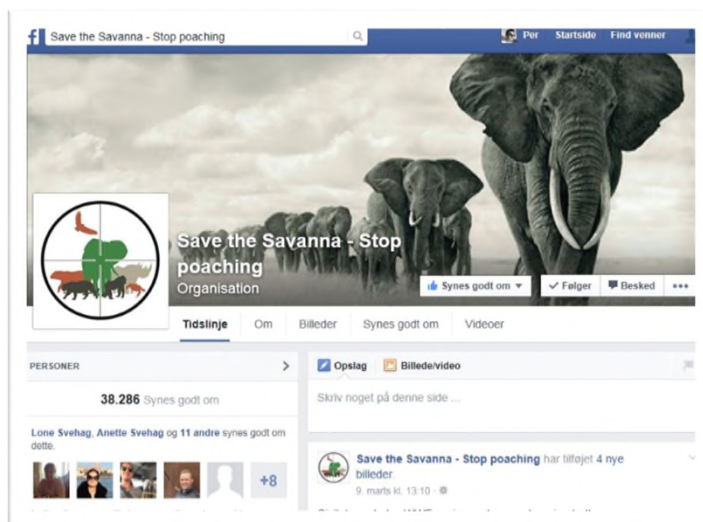 f Save the Savanna - Stop poaching
Per Startside Find venner
Save the Savanna - Stop
poaching
Organisation
Synes godt om
Følger
Besked
Tidslinje Om Billeder Synes godt om Videoer
PERSONER
38.286 Synes godt om
Lone Svehag, Anette Svehag og 11 andre synes godt om
dette.
+8
Opslag Billede/video
Skriv noget på denne side ...
Save the Savanna - Stop poaching har tilføjet 4 nye
billeder.
9. marts kl. 13:10 ·